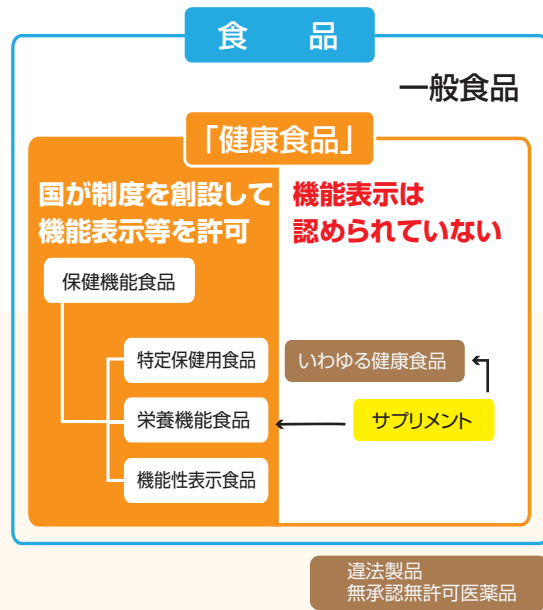 食　品
一般食品
「健康食品」
国が制度を創設して
機能表示等を許可
機能表示は
認められていない
保健機能食品
特定保健用食品
いわゆる健康食品
栄養機能食品
サプリメント
機能性表示食品
違法製品
無承認無許可医薬品